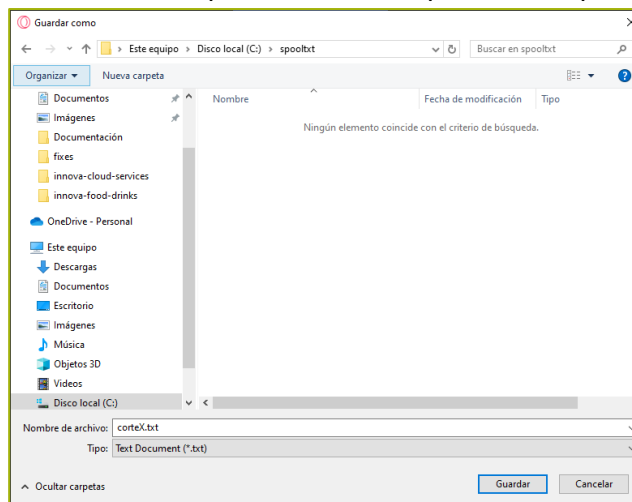 Guardar como
Este equipo > Disco local (C:) > spooltxt
Buscar en spooltxt
Organizar
Nueva carpeta
Documentos
Imágenes
Documentación
fixes
innova-cloud-services
innova-food-drinks
OneDrive - Personal
Este equipo
Descargas
Documentos
Escritorio
Imágenes
Música
Objetos 3D
Videos
Disco local (C:)
Nombre
Fecha de modificación
Tipo
Ningún elemento coincide con el criterio de búsqueda.
Nombre de archivo: corteX.txt
Tipo: Text Document (*.txt)
Ocultar carpetas
Guardar
Cancelar